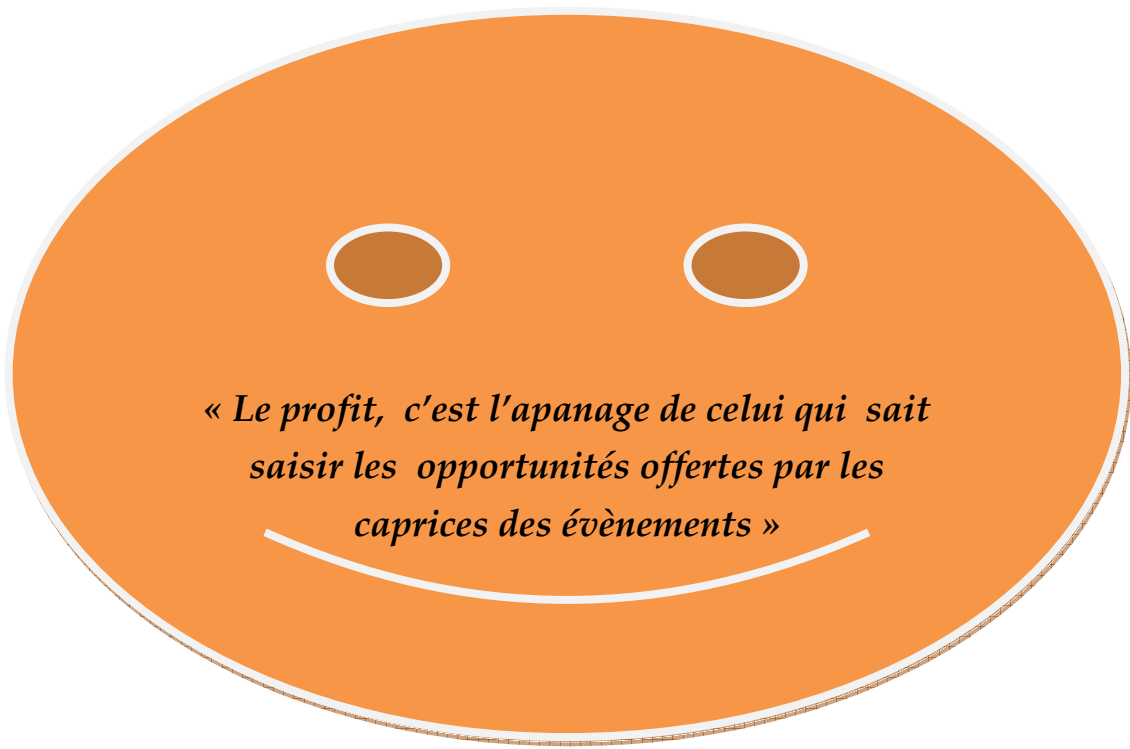 « Le profit, c’est l’apanage de celui qui sait
saisir les opportunités offertes par les
caprices des évènements »